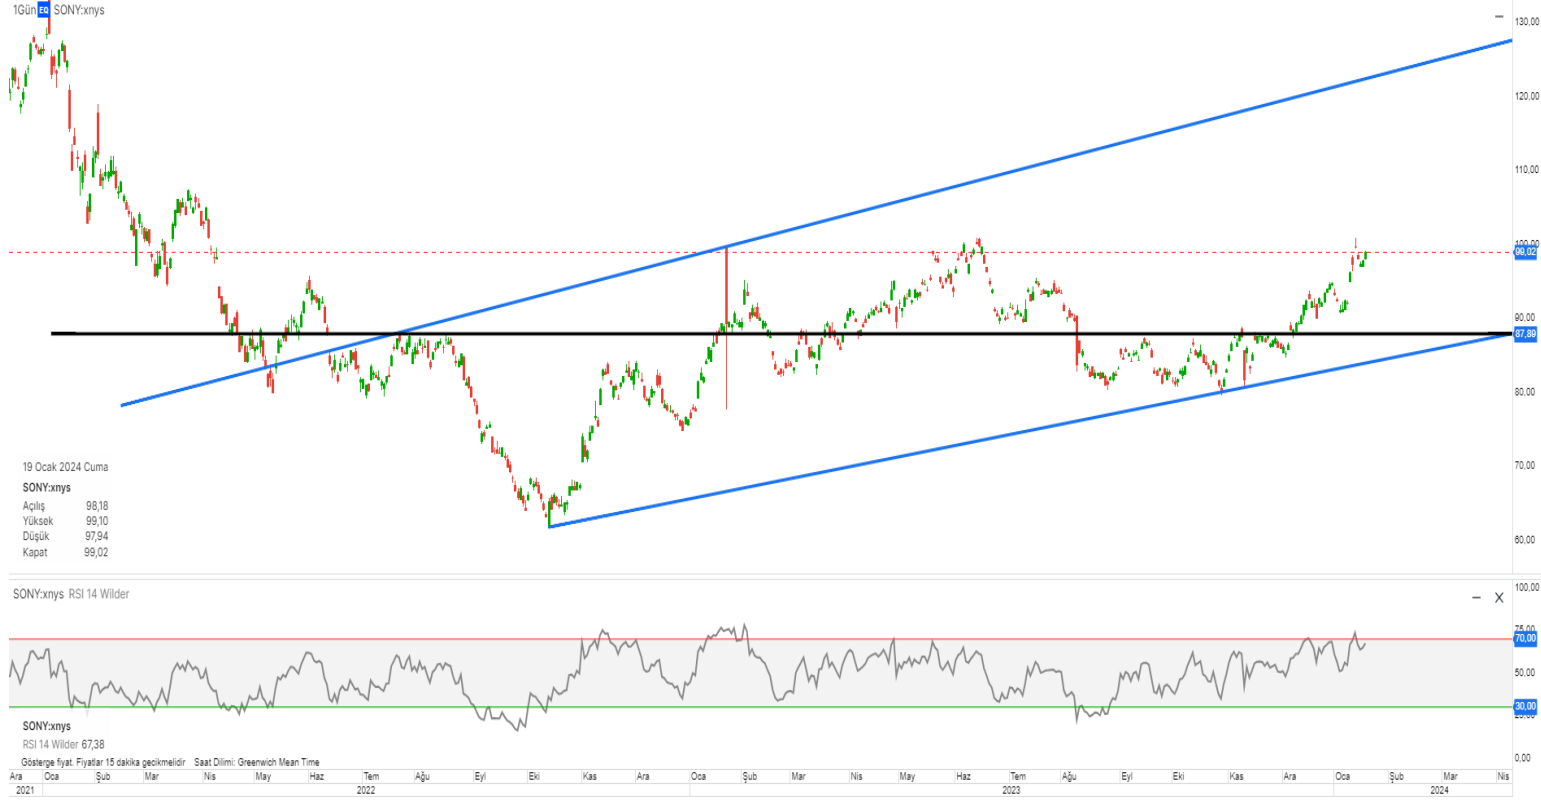 1Gün EQ SONY:xnys
130,00
120,00
110,00
100,00
99,02
90,00
87,89
80,00
70,00
60,00
19 Ocak 2024 Cuma
SONY:xnys
Açılış 98,18
Yüksek 99,10
Düşük 97,94
Kapat 99,02
SONY:xnys RSI 14 Wilder
100,00
75,00
70,00
50,00
30,00
25,00
0,00
SONY:xnys
RSI 14 Wilder 67,38
Gösterge fiyat. Fiyatlar 15 dakika gecikmelidir Saat Dilimi: Greenwich Mean Time
Ara Oca Şub Mar Nis May Haz Tem Ağu Eyl Eki Kas Ara Oca Şub Mar Nis May Haz Tem Ağu Eyl Eki Kas Ara Oca Şub Mar Nis
2021 2022 2023 2024